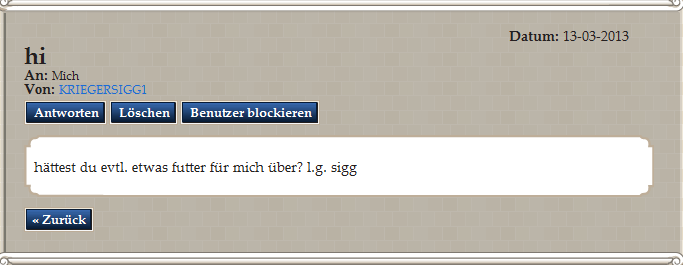 Datum: 13-03-2013
hi
An: Mich
Von: KRIEGERSIGG1
Antworten Löschen Benutzer blockieren
hättest du evtl. etwas futter für mich über? l.g. sigg
« Zurück